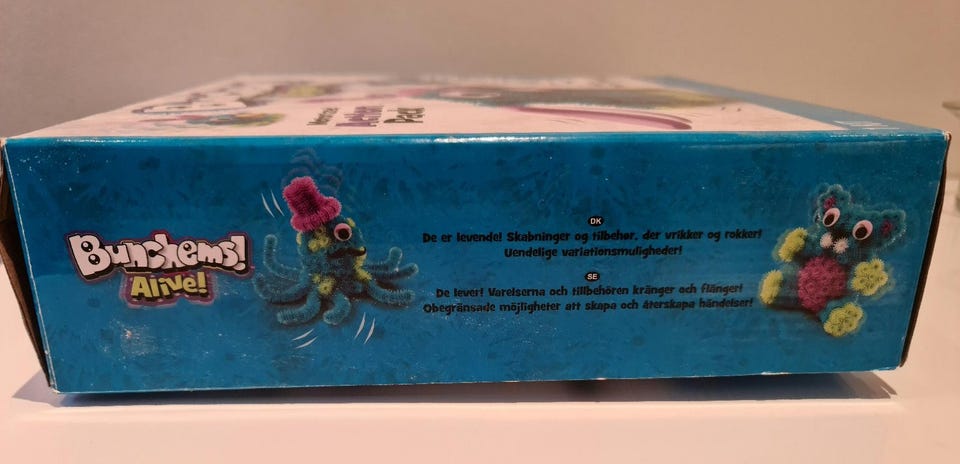 Pack
Bunchems!
Alive!
DK
De er levende! Skabninger og tilbehør, der vrikker og rokker!
Uendelige variationsmuligheder!
SE
De lever! Varelserna och tillbehören kränger och flänger!
Obegränsade möjligheter att skapa och återskapa händelser!